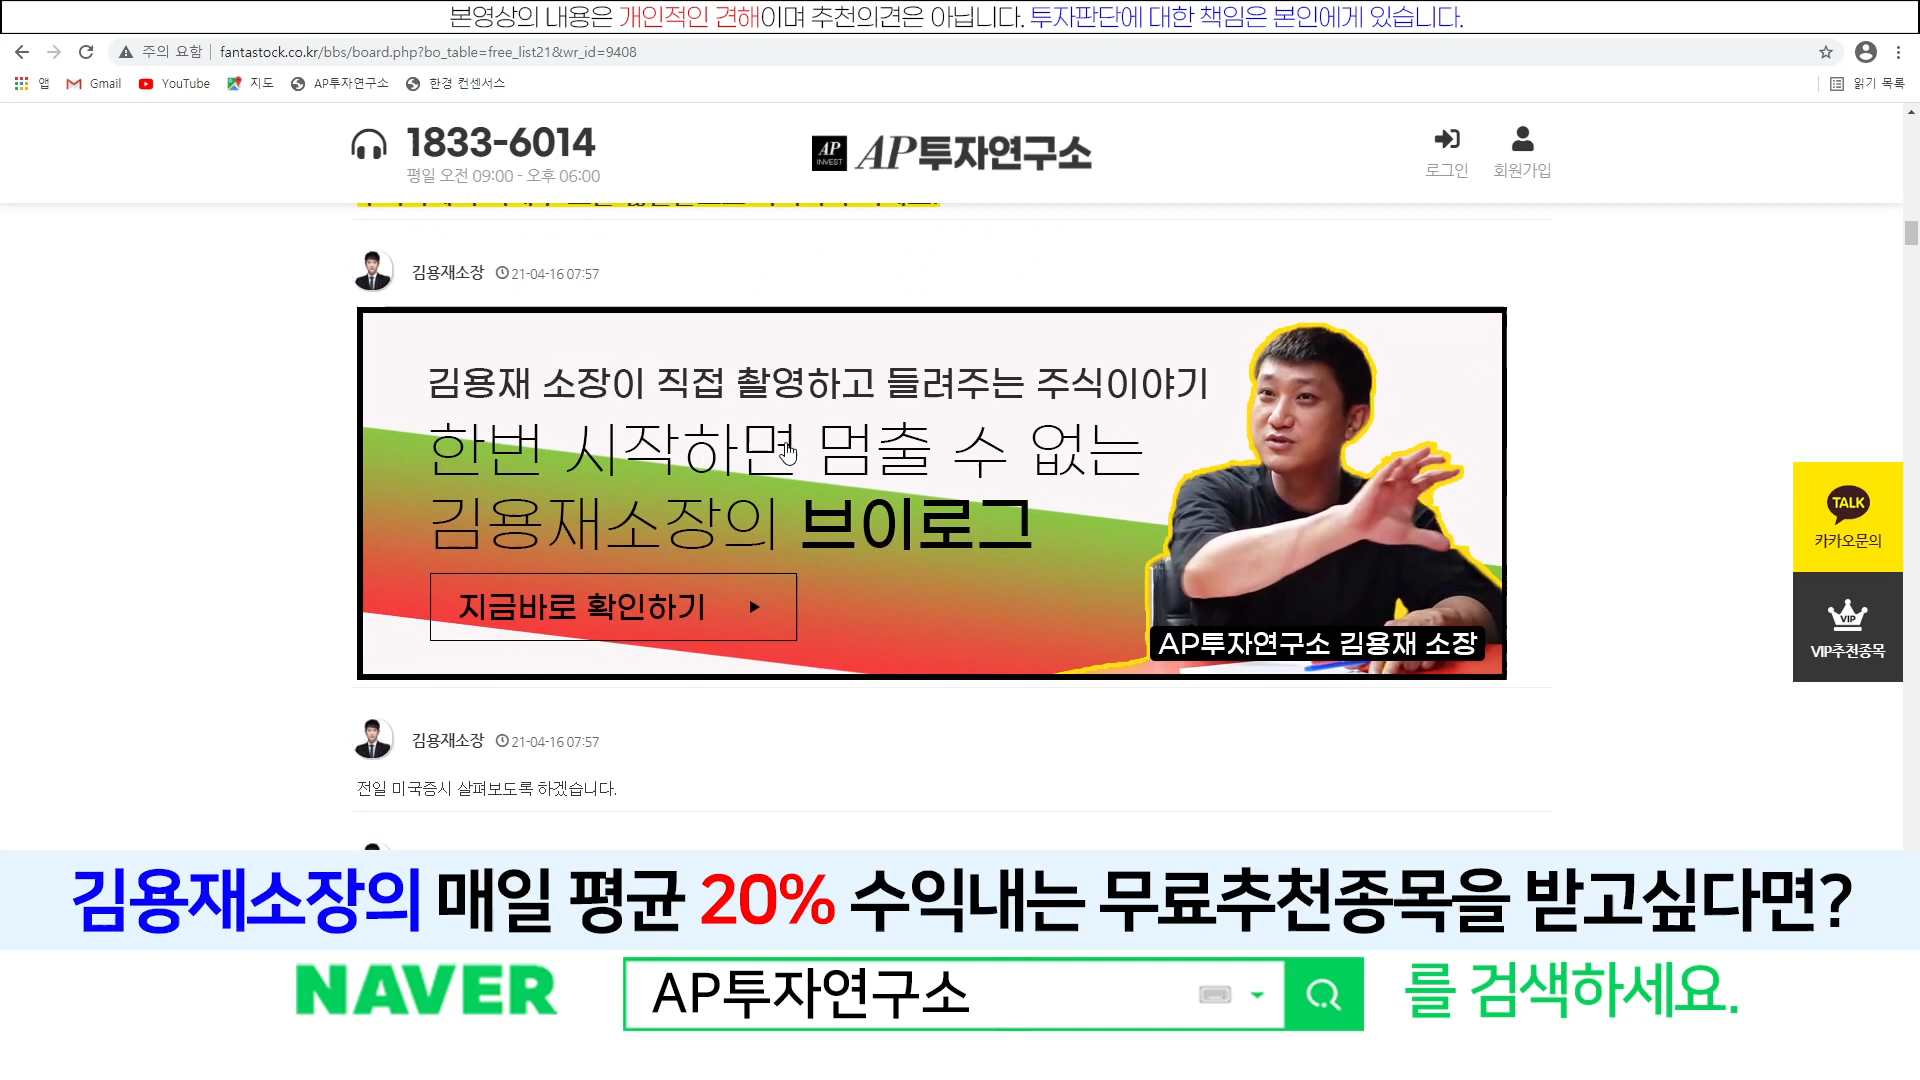 본영상의 내용은 개인적인 견해이며 추천의견은 아닙니다. 투자판단에 대한 책임은 본인에게 있습니다.
주의 요함 fantastock.co.kr/bbs/board.php?bo_table=free_list21&wr_id=9408
앱 Gmail YouTube 지도 AP투자연구소 한경 컨센서스 읽기 목록
1833-6014
평일 오전 09:00 - 오후 06:00
AP INVEST AP투자연구소
로그인 회원가입
김용재소장 21-04-16 07:57
김용재 소장이 직접 촬영하고 들려주는 주식이야기
한번 시작하면 멈출 수 없는
김용재소장의 브이로그
지금바로 확인하기
AP투자연구소 김용재 소장
TALK
카카오문의
VIP
VIP추천종목
김용재소장 21-04-16 07:57
전일 미국증시 살펴보도록 하겠습니다.
김용재소장의 매일 평균 20% 수익내는 무료추천종목을 받고싶다면?
NAVER AP투자연구소 를 검색하세요.